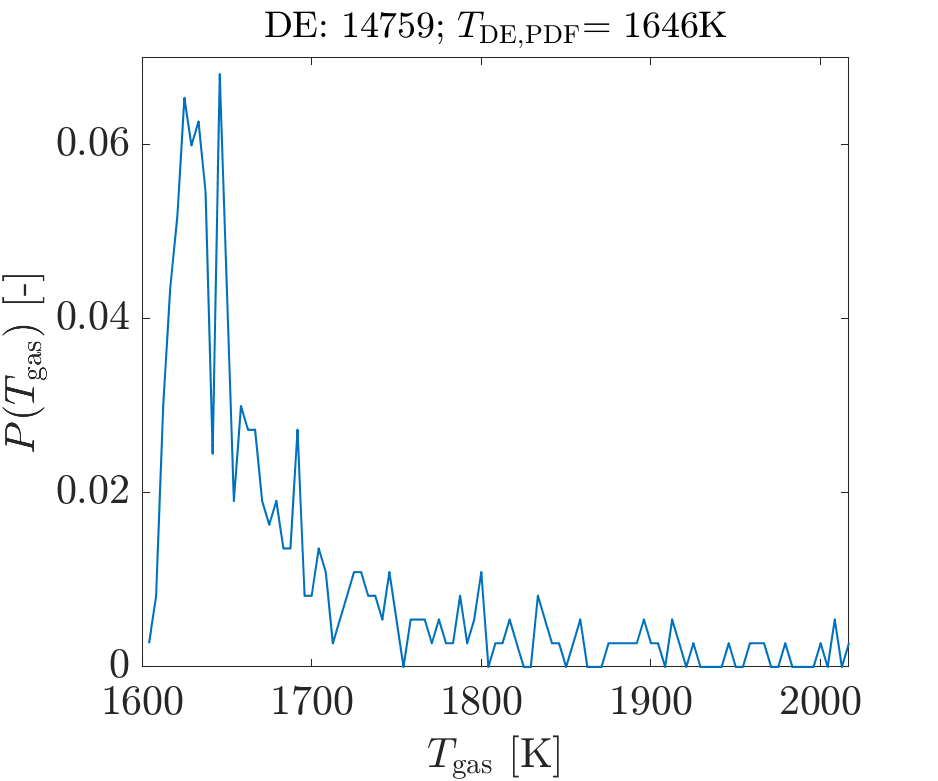 DE: 14759; T_DE,PDF= 1646K
0.06
0.04
0.02
0
P(T_gas) [-]
1600 1700 1800 1900 2000
T_gas [K]